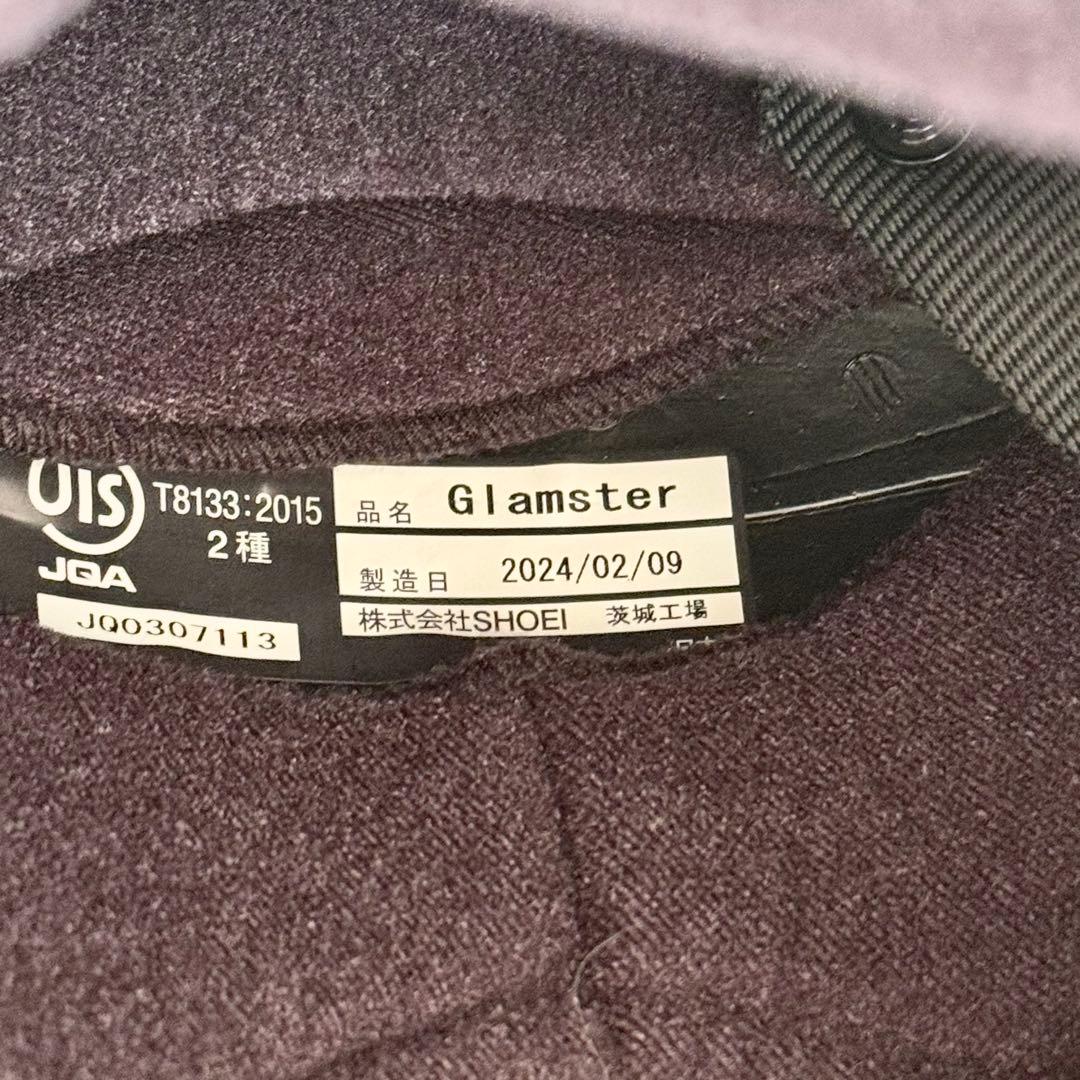 JIS
T8133:2015
2種
JQA
JQ0307113
品名 Glamster
製造日 2024/02/09
株式会社SHOEI 茨城工場